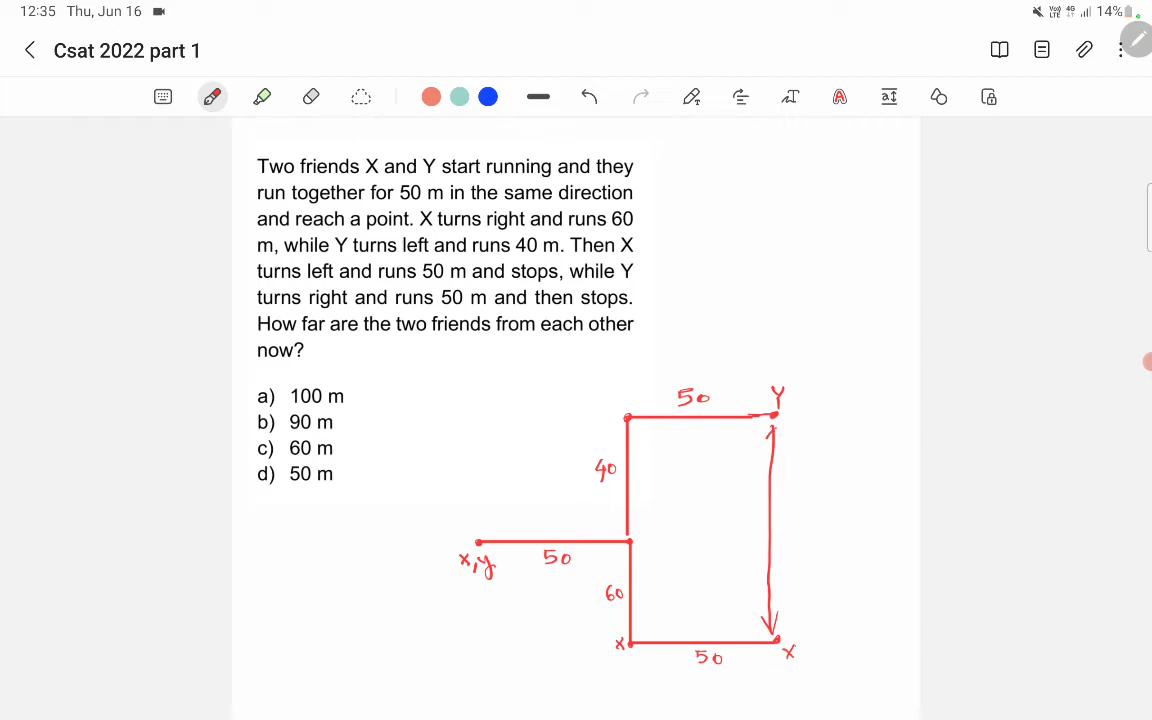 12:35 Thu, Jun 16
Vo) LTE 4G 14%
Csat 2022 part 1
Two friends X and Y start running and they
run together for 50 m in the same direction
and reach a point. X turns right and runs 60
m, while Y turns left and runs 40 m. Then X
turns left and runs 50 m and stops, while Y
turns right and runs 50 m and then stops.
How far are the two friends from each other
now?
a) 100 m
b) 90 m
c) 60 m
d) 50 m
50 Y
40
x,y 50
60
x
50 x